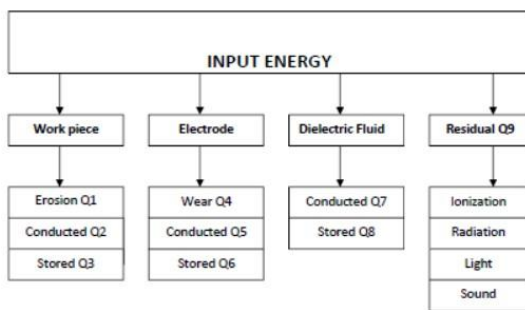 INPUT ENERGY
Work piece
Electrode
Dielectric Fluid
Residual Q9
Erosion Q1
Conducted Q2
Stored Q3
Wear Q4
Conducted Q5
Stored Q6
Conducted Q7
Stored Q8
Ionization
Radiation
Light
Sound